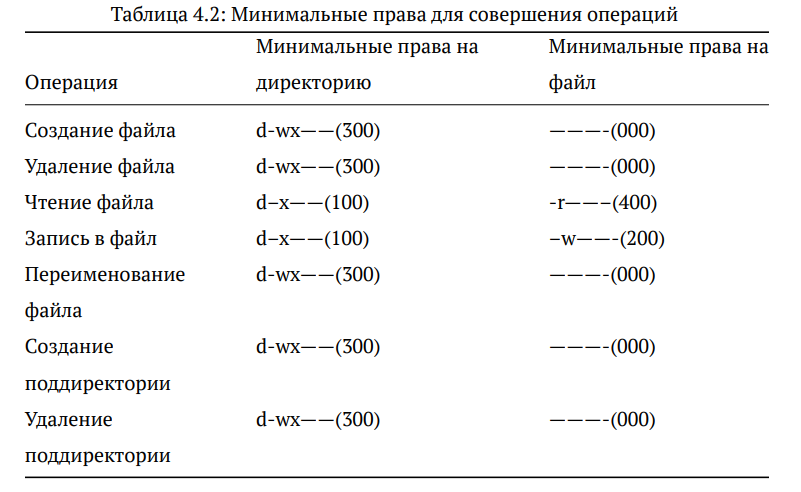 Таблица 4.2: Минимальные права для совершения операций
Минимальные права на Минимальные права на
Операция директорию файл
Создание файла d-wx——(300) ———-(000)
Удаление файла d-wx——(300) ———-(000)
Чтение файла d–x——(100) -r——–(400)
Запись в файл d–x——(100) –w——-(200)
Переименование d-wx——(300) ———-(000)
файла
Создание d-wx——(300) ———-(000)
поддиректории
Удаление d-wx——(300) ———-(000)
поддиректории